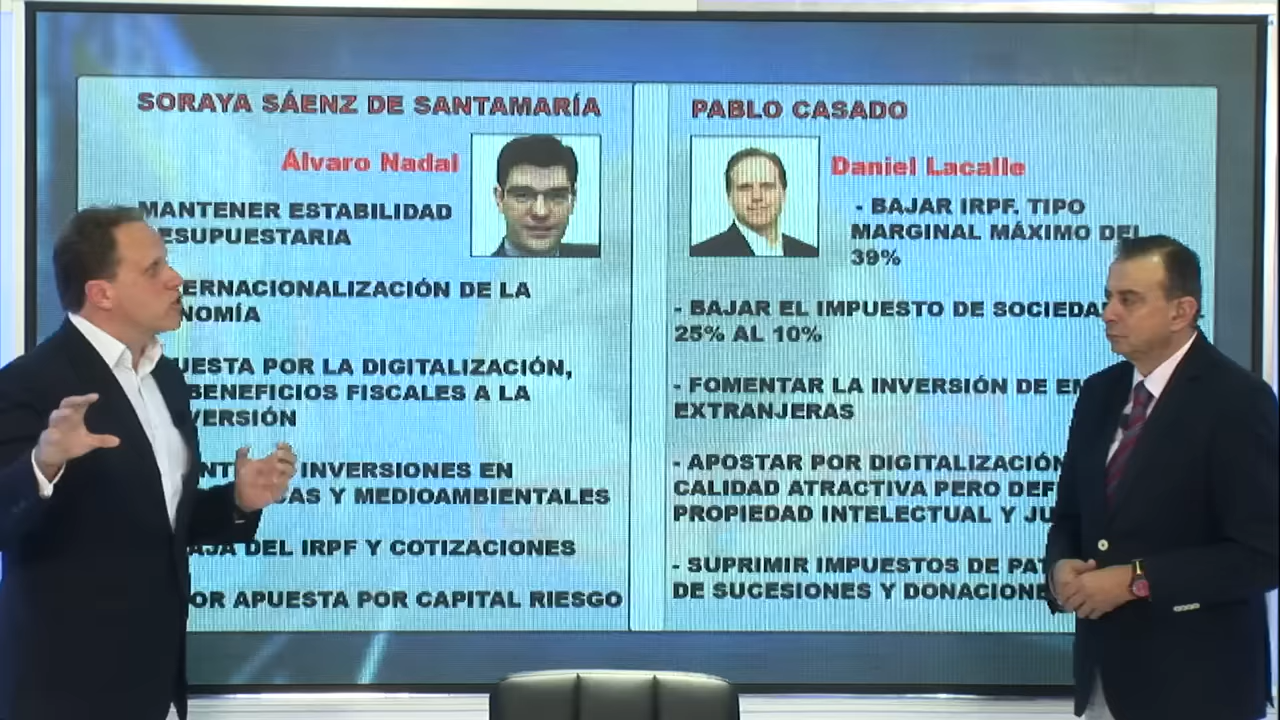 SORAYA SÁENZ DE SANTAMARÍA
Álvaro Nadal
MANTENER ESTABILIDAD
ESUPUESTARIA
ERNACIONALIZACIÓN DE LA
NOMÍA
UESTA POR LA DIGITALIZACIÓN,
BENEFICIOS FISCALES A LA
VERSIÓN
INVERSIONES EN
CAS Y MEDIOAMBIENTALES
AJA DEL IRPF Y COTIZACIONES
OR APUESTA POR CAPITAL RIESGO
PABLO CASADO
Daniel Lacalle
- BAJAR IRPF. TIPO
MARGINAL MÁXIMO DEL
39%
- BAJAR EL IMPUESTO DE SOCIEDA
25% AL 10%
- FOMENTAR LA INVERSIÓN DE EM
EXTRANJERAS
- APOSTAR POR DIGITALIZACIÓN
CALIDAD ATRACTIVA PERO DEF
PROPIEDAD INTELECTUAL Y JU
- SUPRIMIR IMPUESTOS DE PAT
DE SUCESIONES Y DONACIONE